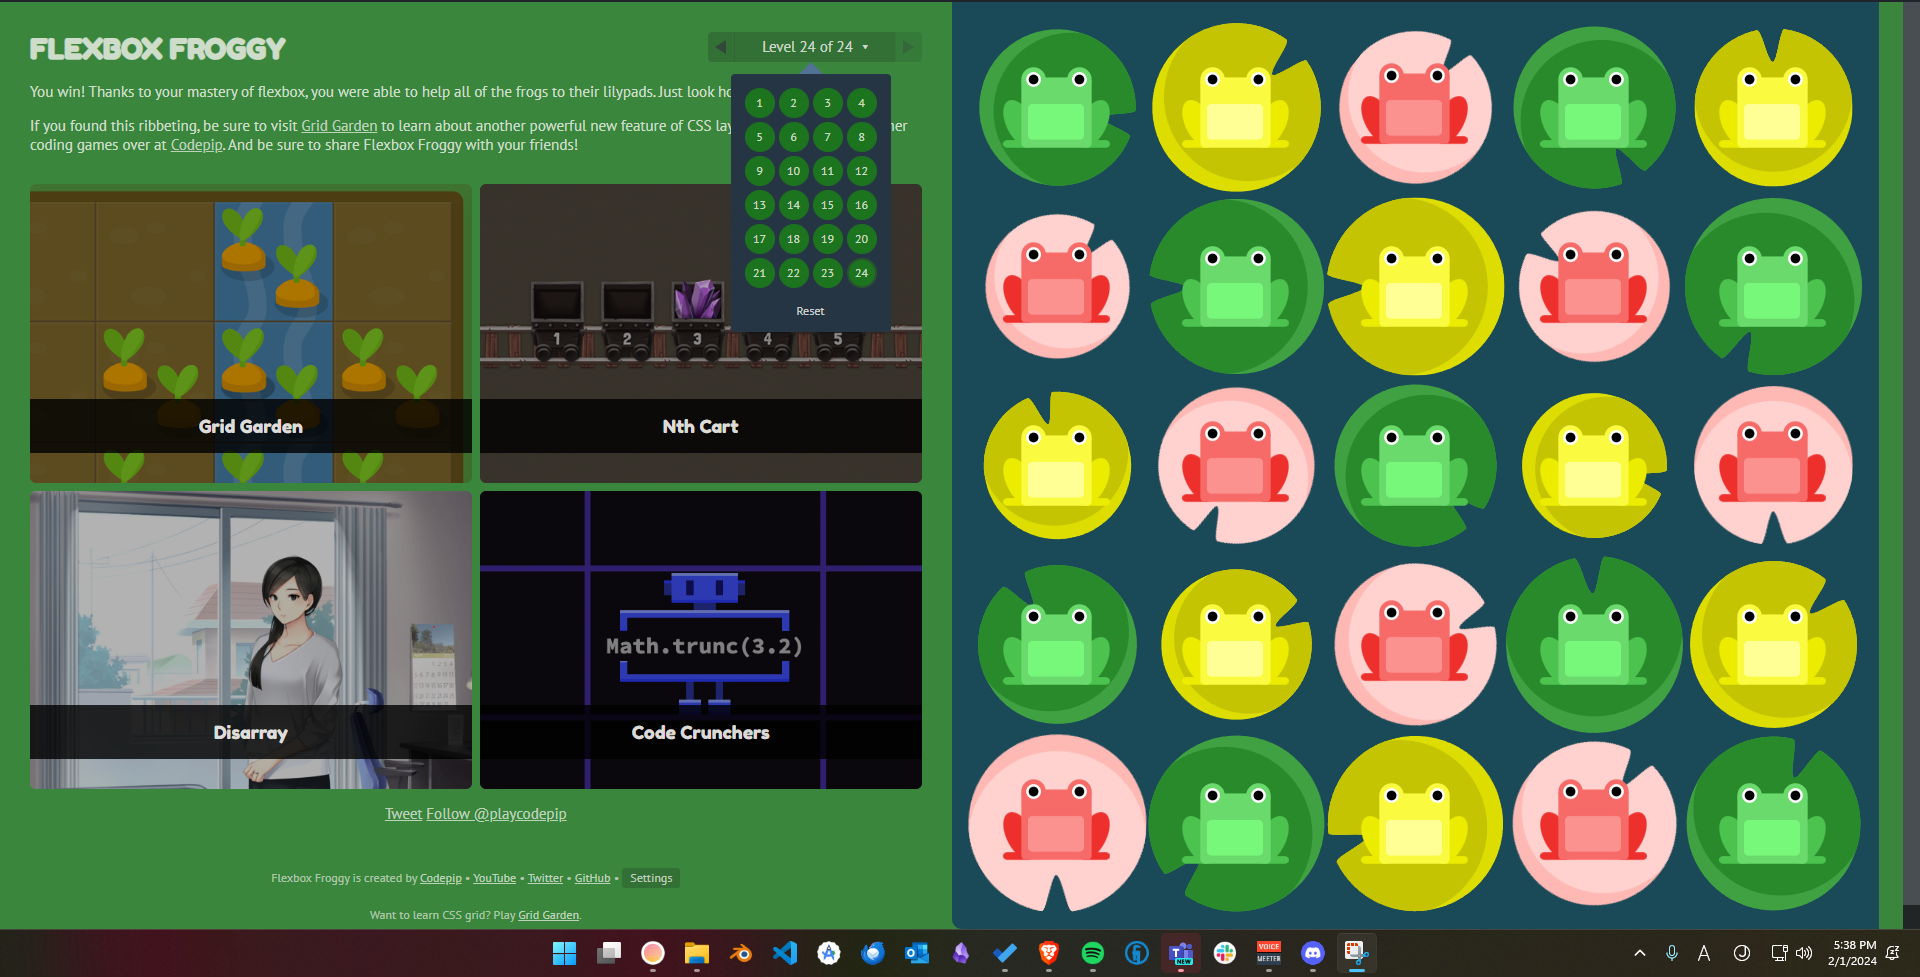 FLEXBOX FROGGY
Level 24 of 24
You win! Thanks to your mastery of flexbox, you were able to help all of the frogs to their lilypads. Just look
If you found this ribbeting, be sure to visit Grid Garden to learn about another powerful new feature of CSS
coding games over at Codepip. And be sure to share Flexbox Froggy with your friends!
1 2 3 4
5 6 7 8
9 10 11 12
13 14 15 16
17 18 19 20
21 22 23 24
Reset
1 2 3 4 5
Grid Garden
Nth Cart
Math.trunc(3.2)
Disarray
Code Crunchers
Tweet Follow @playcodepip
Flexbox Froggy is created by Codepip • YouTube • Twitter • GitHub • Settings
Want to learn CSS grid? Play Grid Garden.
NEW
VOICE
MEETER
5:38 PM
2/1/2024